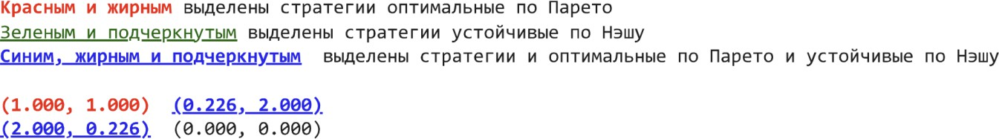 Красным и жирным выделены стратегии оптимальные по Парето
Зеленым и подчеркнутым выделены стратегии устойчивые по Нэшу
Синим, жирным и подчеркнутым выделены стратегии и оптимальные по Парето и устойчивые по Нэшу
(1.000, 1.000) (0.226, 2.000)
(2.000, 0.226) (0.000, 0.000)